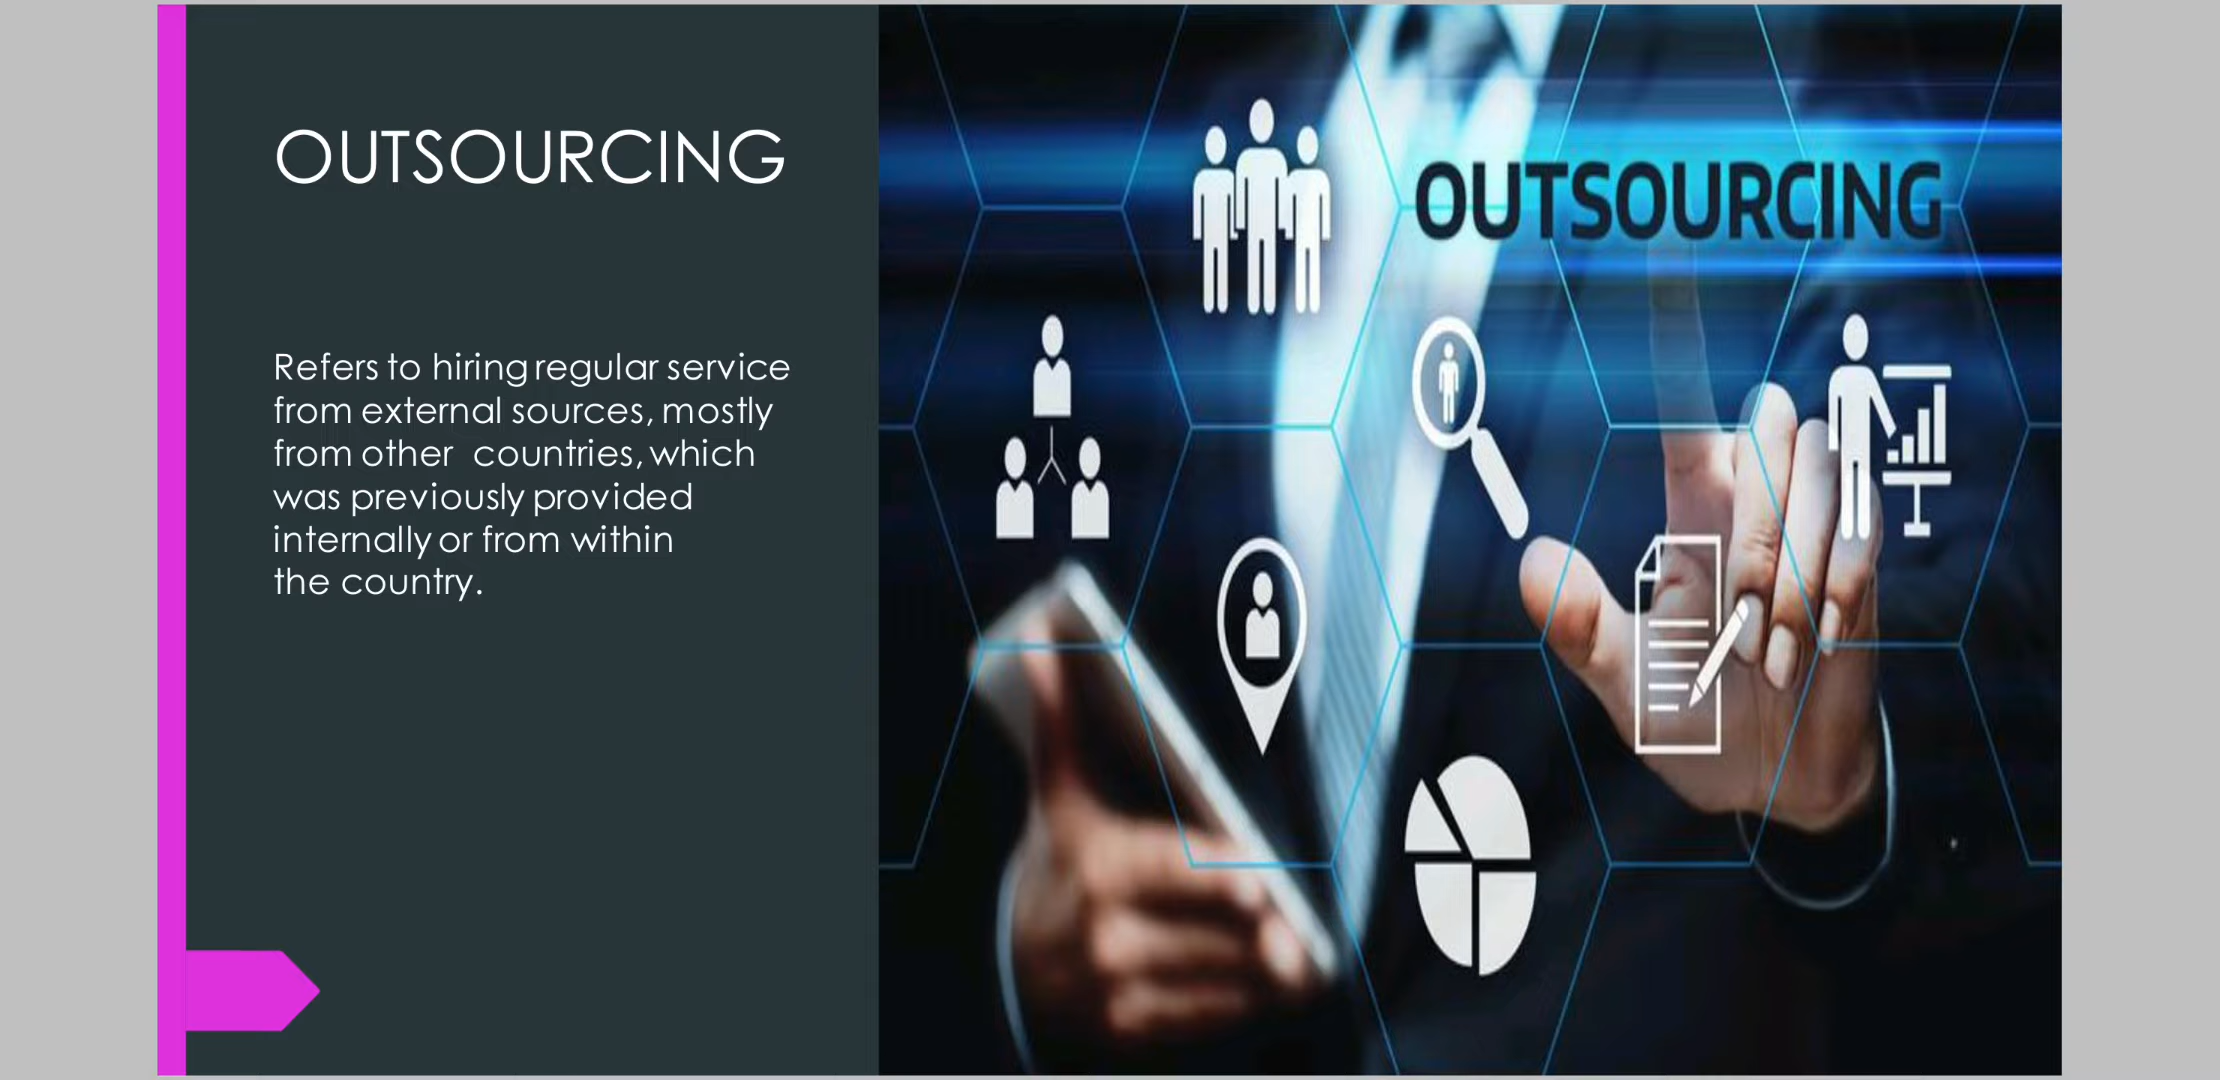 OUTSOURCING
Refers to hiring regular service
from external sources, mostly
from other countries, which
was previously provided
internally or from within
the country.
OUTSOURCING